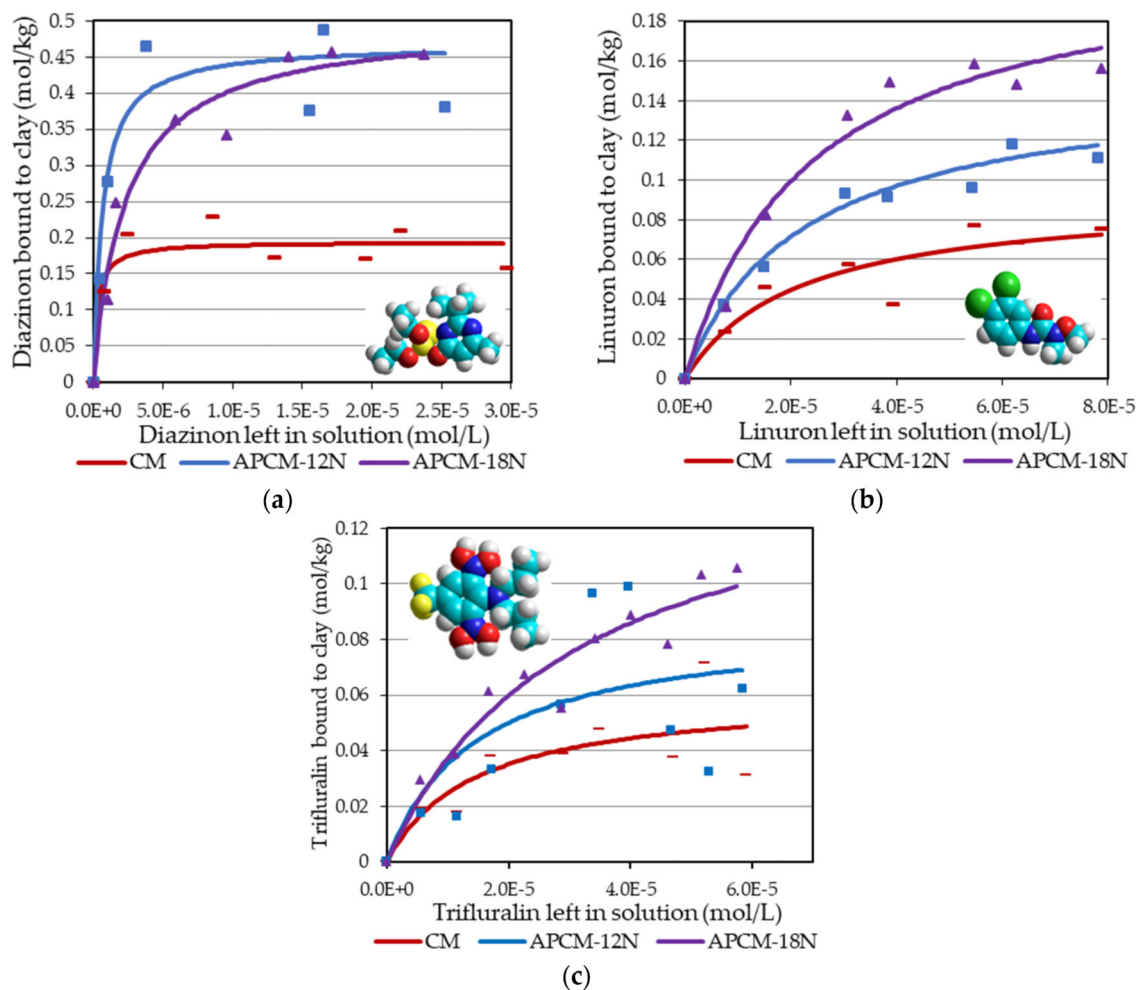 Diazinon bound to clay (mol/kg)
0.5
0.45
0.4
0.35
0.3
0.25
0.2
0.15
0.1
0.05
0
0.0E+0 5.0E-6 1.0E-5 1.5E-5 2.0E-5 2.5E-5 3.0E-5
Diazinon left in solution (mol/L)
CM APCM-12N APCM-18N
(a)
Linuron bound to clay (mol/kg)
0.18
0.16
0.14
0.12
0.1
0.08
0.06
0.04
0.02
0
0.0E+0 2.0E-5 4.0E-5 6.0E-5 8.0E-5
Linuron left in solution (mol/L)
CM APCM-12N APCM-18N
(b)
Trifluralin bound to clay (mol/kg)
0.12
0.1
0.08
0.06
0.04
0.02
0
0.0E+0 2.0E-5 4.0E-5 6.0E-5
Trifluralin left in solution (mol/L)
CM APCM-12N APCM-18N
(c)